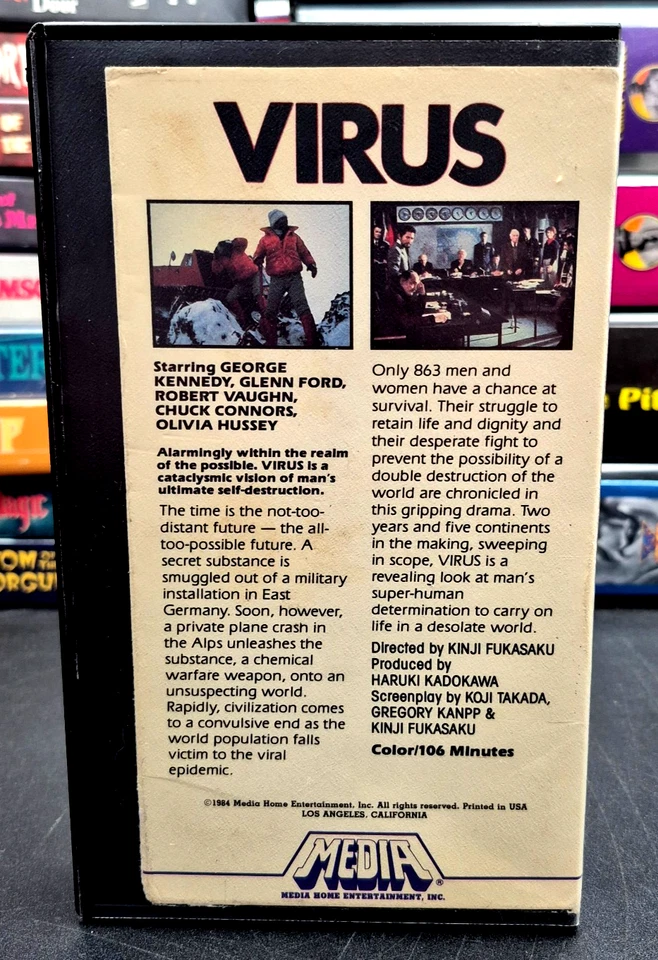 VIRUS
Starring GEORGE
KENNEDY, GLENN FORD,
ROBERT VAUGHN,
CHUCK CONNORS,
OLIVIA HUSSEY
Alarmingly within the realm
of the possible. VIRUS is a
cataclysmic vision of man's
ultimate self-destruction.
The time is the not-too-
distant future — the all-
too-possible future. A
secret substance is
smuggled out of a military
installation in East
Germany. Soon, however,
a private plane crash in
the Alps unleashes the
substance, a chemical
warfare weapon, onto an
unsuspecting world.
Rapidly, civilization comes
to a convulsive end as the
world population falls
victim to the viral
epidemic.
Only 863 men and
women have a chance at
survival. Their struggle to
retain life and dignity and
their desperate fight to
prevent the possibility of a
double destruction of the
world are chronicled in
this gripping drama. Two
years and five continents
in the making, sweeping
in scope, VIRUS is a
revealing look at man's
super-human
determination to carry on
life in a desolate world.
Directed by KINJI FUKASAKU
Produced by
HARUKI KADOKAWA
Screenplay by KOJI TAKADA,
GREGORY KANPP &
KINJI FUKASAKU
Color/106 Minutes
©1984 Media Home Entertainment, Inc. All rights reserved. Printed in USA
LOS ANGELES, CALIFORNIA
MEDIA®
MEDIA HOME ENTERTAINMENT, INC.
Door
OF
Magic
Pit